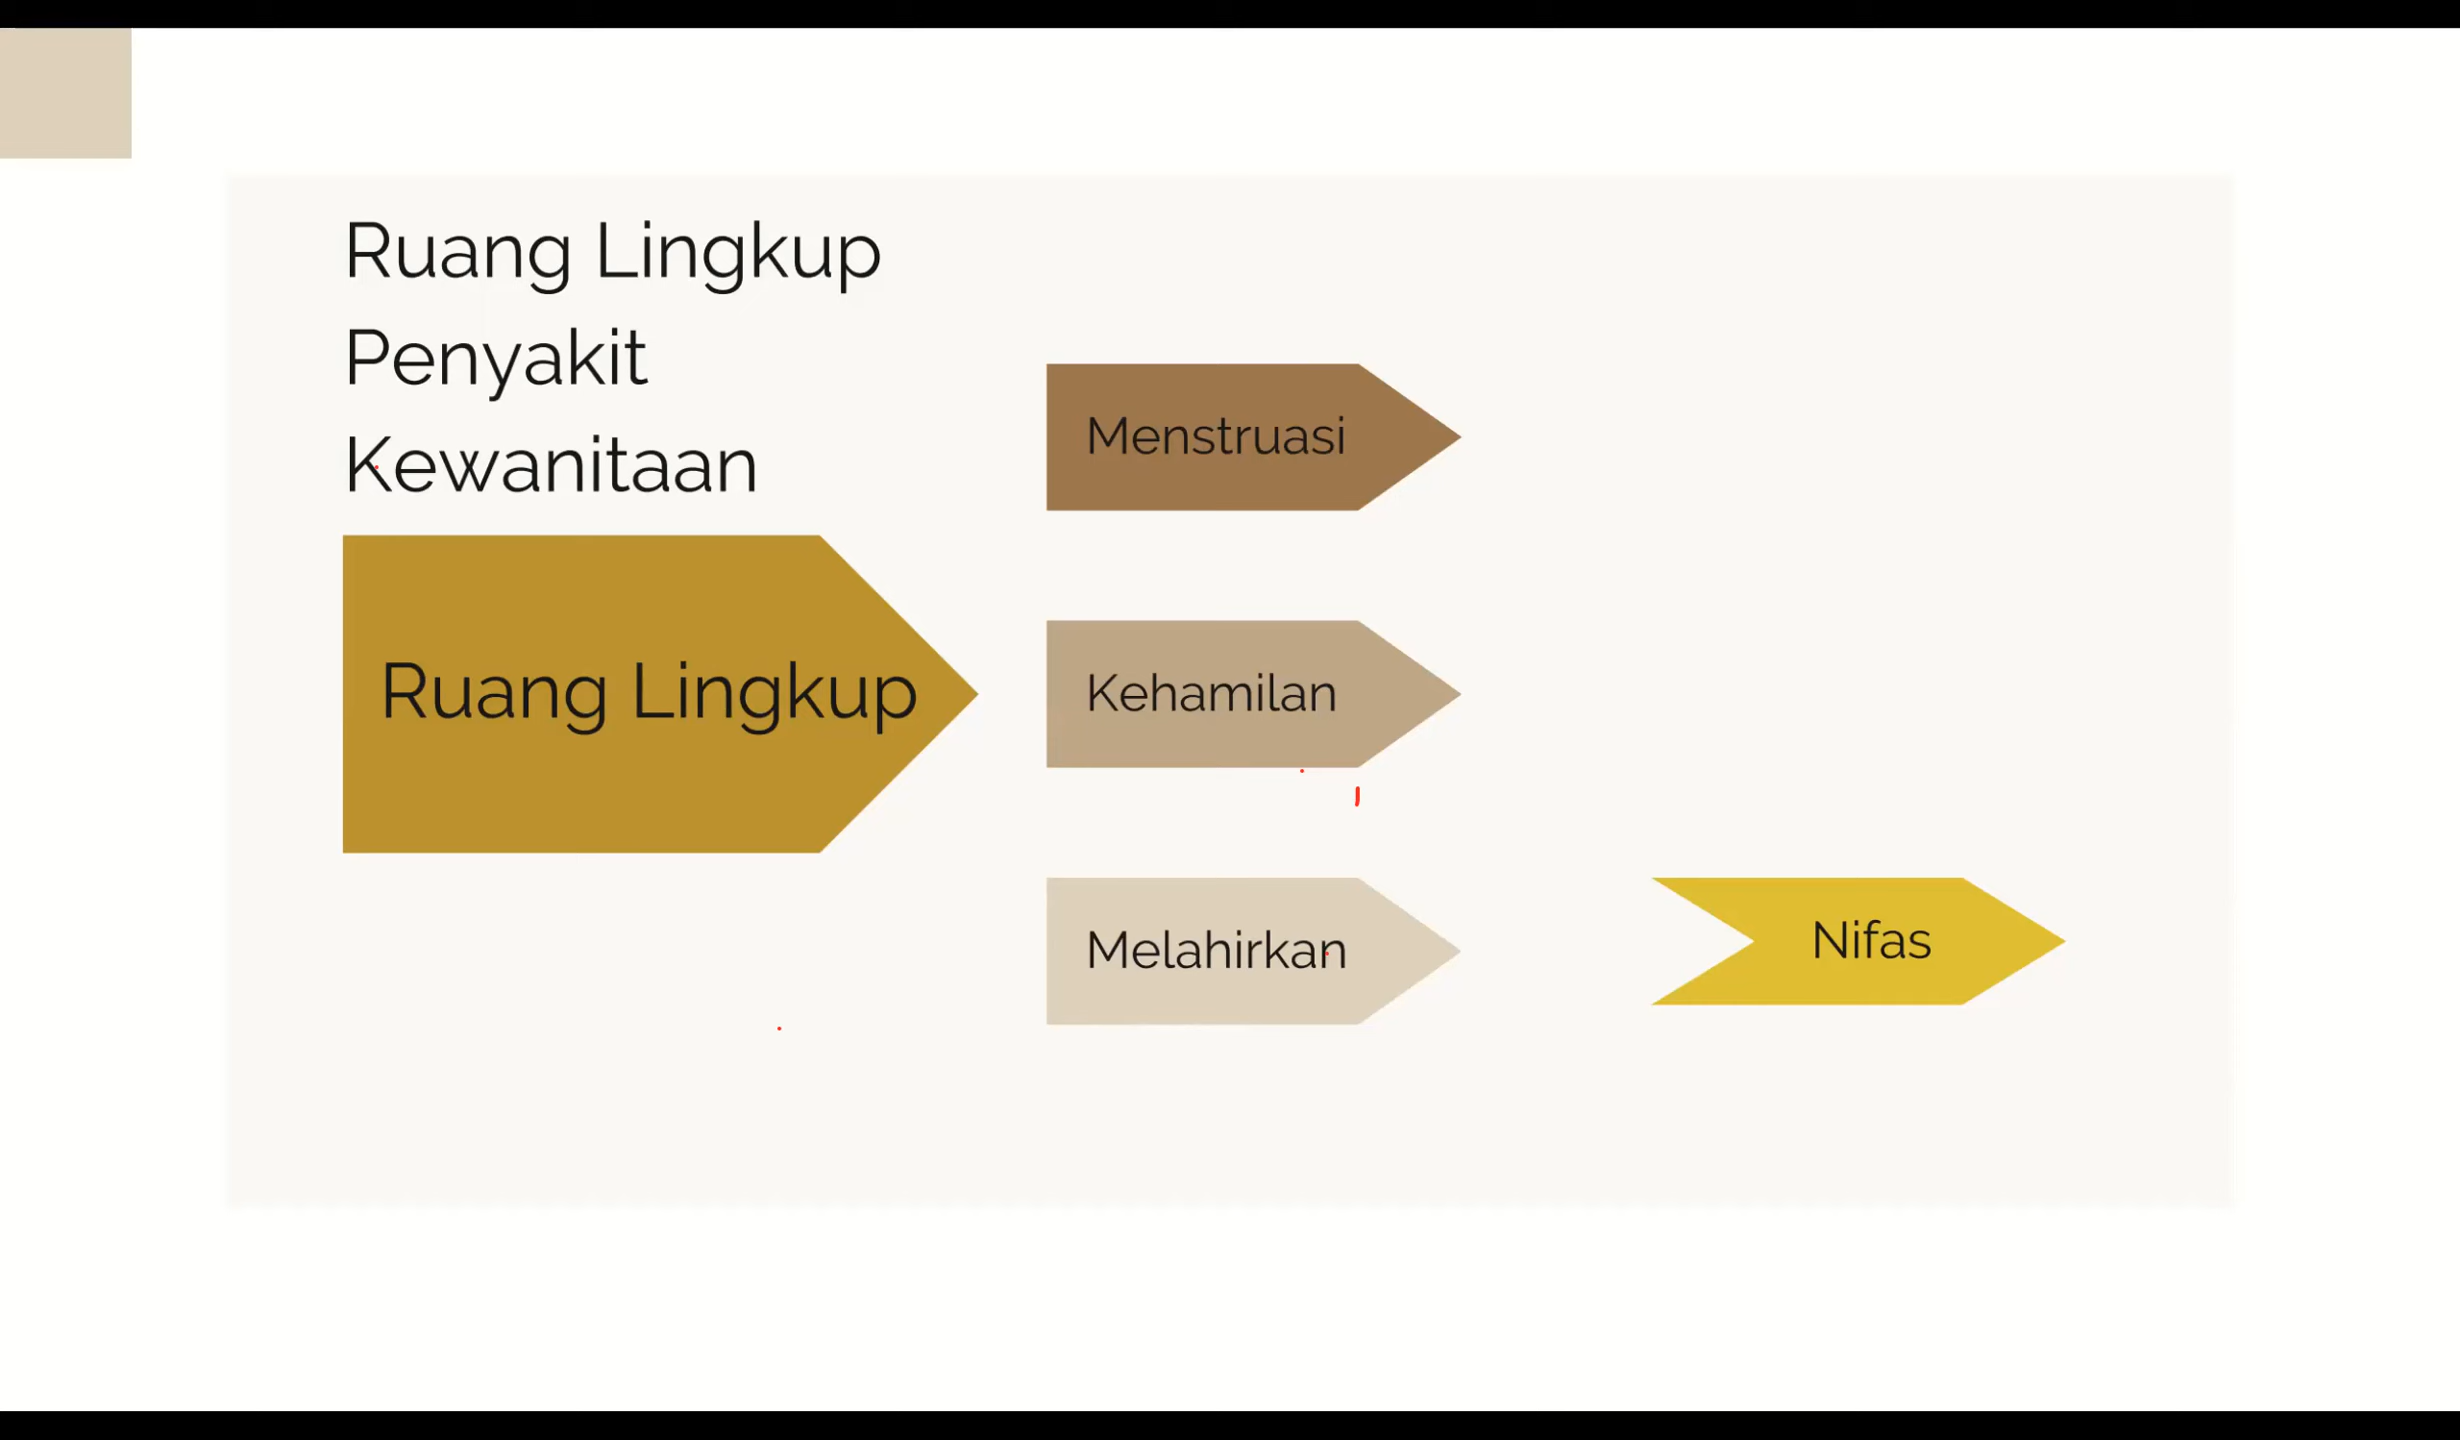 Ruang Lingkup
Penyakit
Kewanitaan
Ruang Lingkup
Menstruasi
Kehamilan
Melahirkan
Nifas